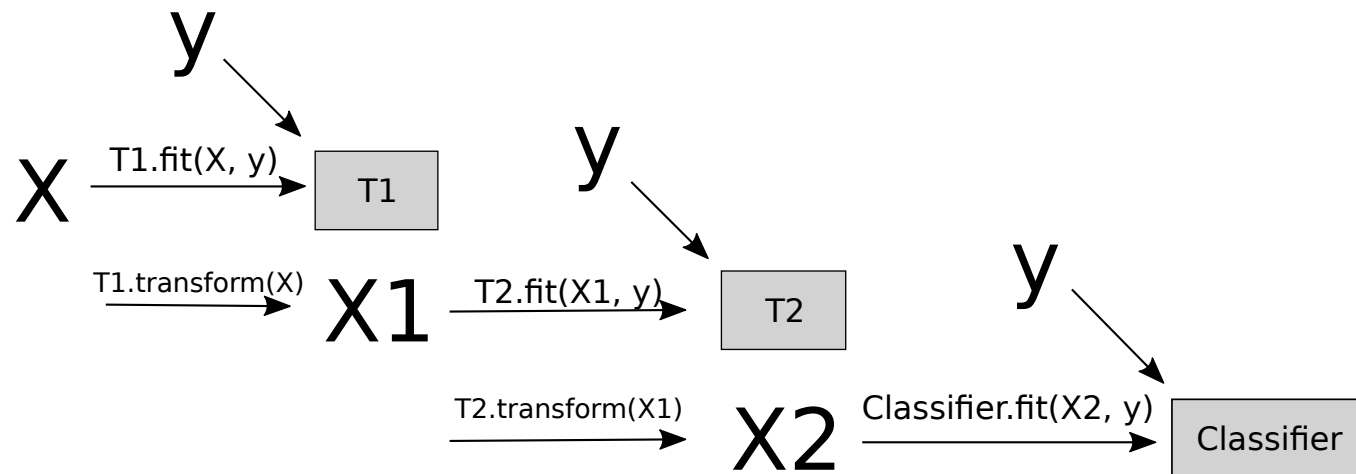 y
X
T1.fit(X, y)
T1
y
T1.transform(X)
X1
T2.fit(X1, y)
T2
y
T2.transform(X1)
X2
Classifier.fit(X2, y)
Classifier